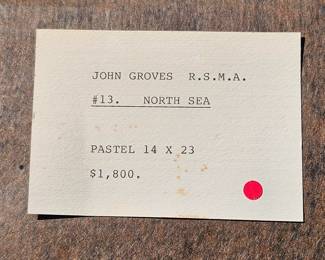 JOHN GROVES R.S.M.A.
#13. NORTH SEA
PASTEL 14 X 23
$1,800.